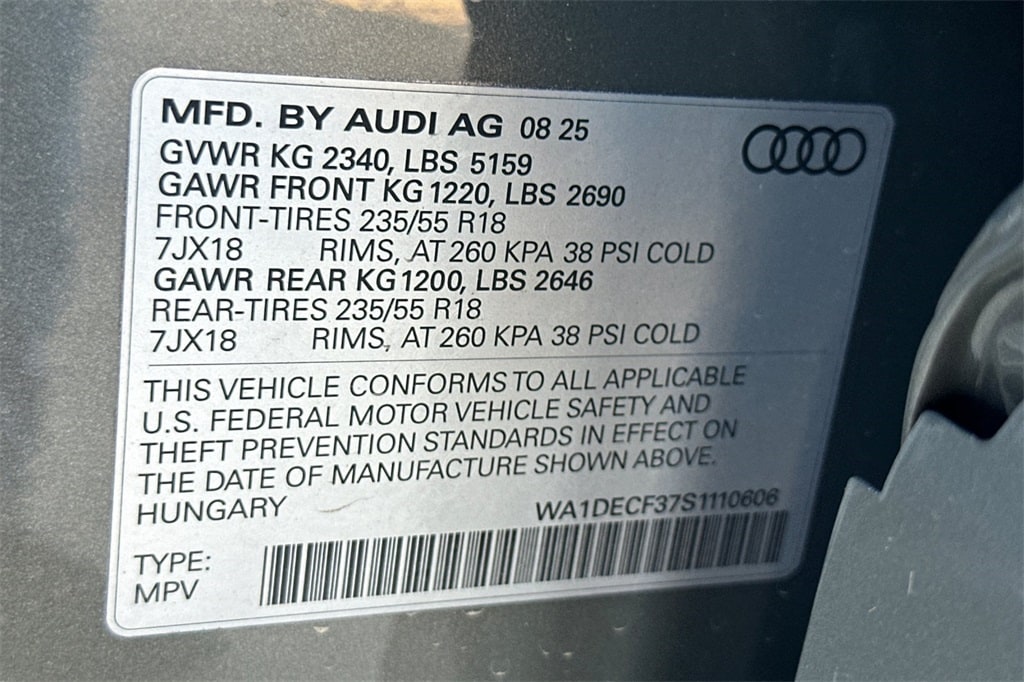 MFD. BY AUDI AG 08 25
GVWR KG 2340, LBS 5159
GAWR FRONT KG 1220, LBS 2690
FRONT-TIRES 235/55 R18
7JX18 RIMS, AT 260 KPA 38 PSI COLD
GAWR REAR KG 1200, LBS 2646
REAR-TIRES 235/55 R18
7JX18 RIMS, AT 260 KPA 38 PSI COLD
THIS VEHICLE CONFORMS TO ALL APPLICABLE
U.S. FEDERAL MOTOR VEHICLE SAFETY AND
THEFT PREVENTION STANDARDS IN EFFECT ON
THE DATE OF MANUFACTURE SHOWN ABOVE.
HUNGARY WA1DECF37S1110606
TYPE:
MPV